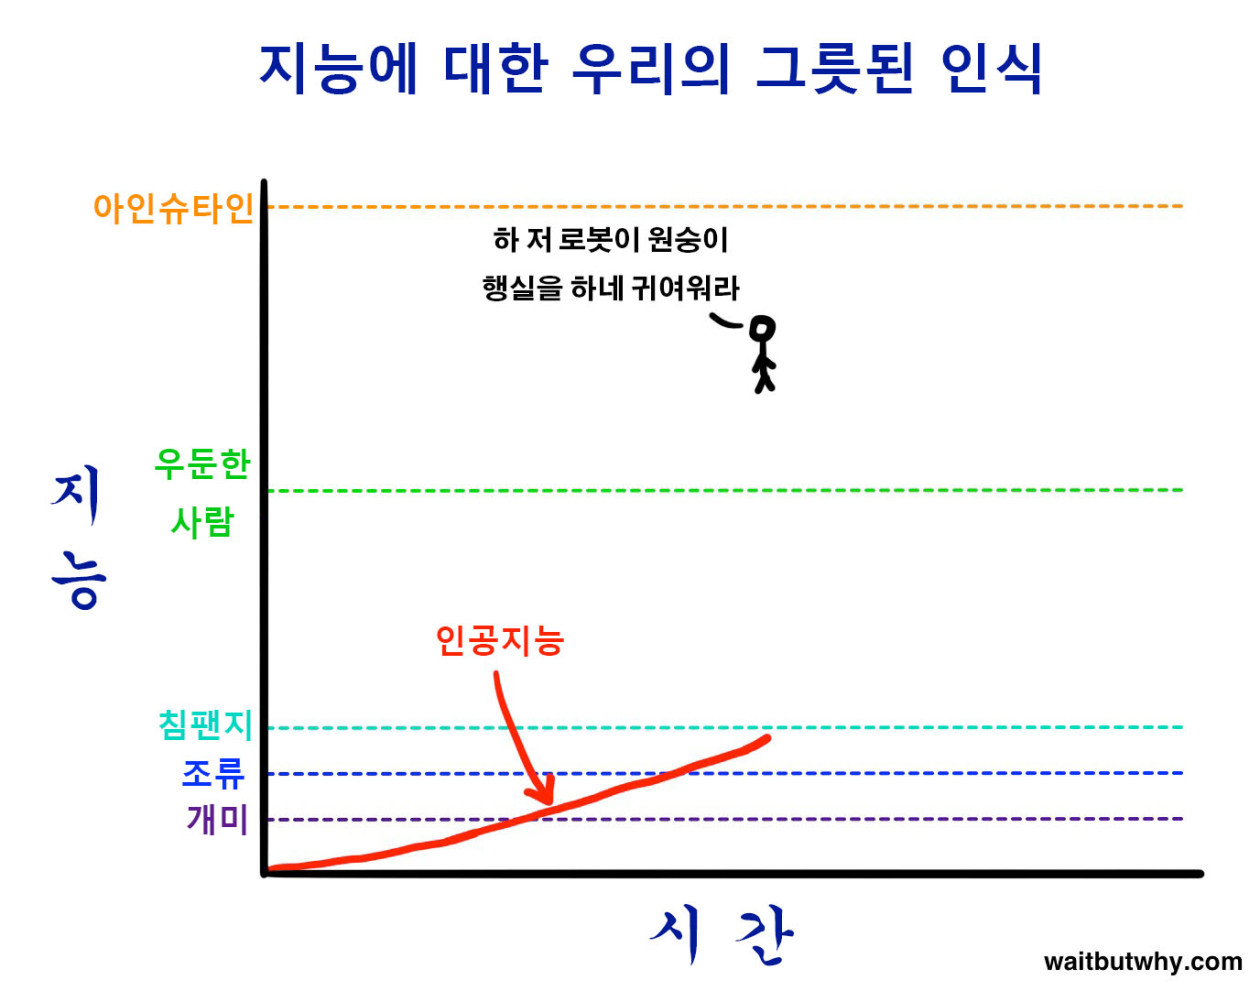 지능에 대한 우리의 그릇된 인식
아인슈타인
하 저 로봇이 원숭이
행실을 하네 귀여워라
우둔한
사람
지
능
인공지능
침팬지
조류
개미
시 간
waitbutwhy.com